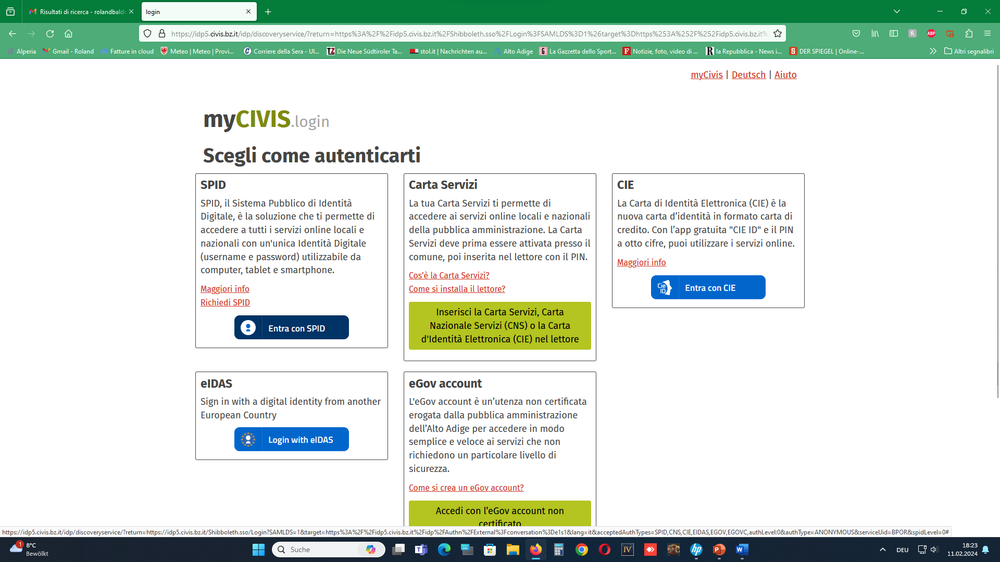 Risultati di ricerca - rolandbald
login
https://idp5.civis.bz.it/idp/discoveryservice/?return=https%3A%2F%2Fidp5.civis.bz.it%2FShibboleth.sso%2FLogin%3FSAMLDS%3D1%26target%3Dhttps%253A%252F%252Fidp5.civis.bz.it%
Alperia
Gmail - Roland
Fatture in cloud
Meteo | Meteo | Provi...
Corriere della Sera - Ul...
Die Neue Südtiroler Ta...
stol.it | Nachrichten au...
Alto Adige
La Gazzetta dello Sport...
Notizie, foto, video di ...
la Repubblica - News i...
DER SPIEGEL | Online-...
Altri segnalibri
myCivis | Deutsch | Aiuto
myCIVIS.login
Scegli come autenticarti
SPID
SPID, il Sistema Pubblico di Identità
Digitale, è la soluzione che ti permette di
accedere a tutti i servizi online locali e
nazionali con un'unica Identità Digitale
(username e password) utilizzabile da
computer, tablet e smartphone.
Maggiori info
Richiedi SPID
Entra con SPID
Carta Servizi
La tua Carta Servizi ti permette di
accedere ai servizi online locali e nazionali
della pubblica amministrazione. La Carta
Servizi deve prima essere attivata presso il
comune, poi inserita nel lettore con il PIN.
Cos’è la Carta Servizi?
Come si installa il lettore?
Inserisci la Carta Servizi, Carta
Nazionale Servizi (CNS) o la Carta
d'Identità Elettronica (CIE) nel lettore
CIE
La Carta di Identità Elettronica (CIE) è la
nuova carta d’identità in formato carta di
credito. Con l’app gratuita "CIE ID" e il PIN
a otto cifre, puoi utilizzare i servizi online.
Maggiori info
Cie
ID
Entra con CIE
eIDAS
Sign in with a digital identity from another
European Country
Login with eIDAS
eGov account
L'eGov account è un’utenza non certificata
erogata dalla pubblica amministrazione
dell’Alto Adige per accedere in modo
semplice e veloce ai servizi che non
richiedono un particolare livello di
sicurezza.
Come si crea un eGov account?
Accedi con l’eGov account non
certificato
https://idp5.civis.bz.it/idp/discoveryservice/?return=https://idp5.civis.bz.it/Shibboleth.sso/Login?SAMLDS=1&target=https%3A%2F%2Fidp5.civis.bz.it%2Fidp%2FAuthn%2FExternal%3Fconversation%3De1s1&lang=it&acceptedAuthTypes=SPID,CNS,CIE,EIDAS,EGOV,EGOVC,authLevel:0&authType=ANONYMOUS&serviceUid=BPOR&spidLevel=0#
1
8°C
Bewölkt
Suche
DEU
18:23
11.02.2024